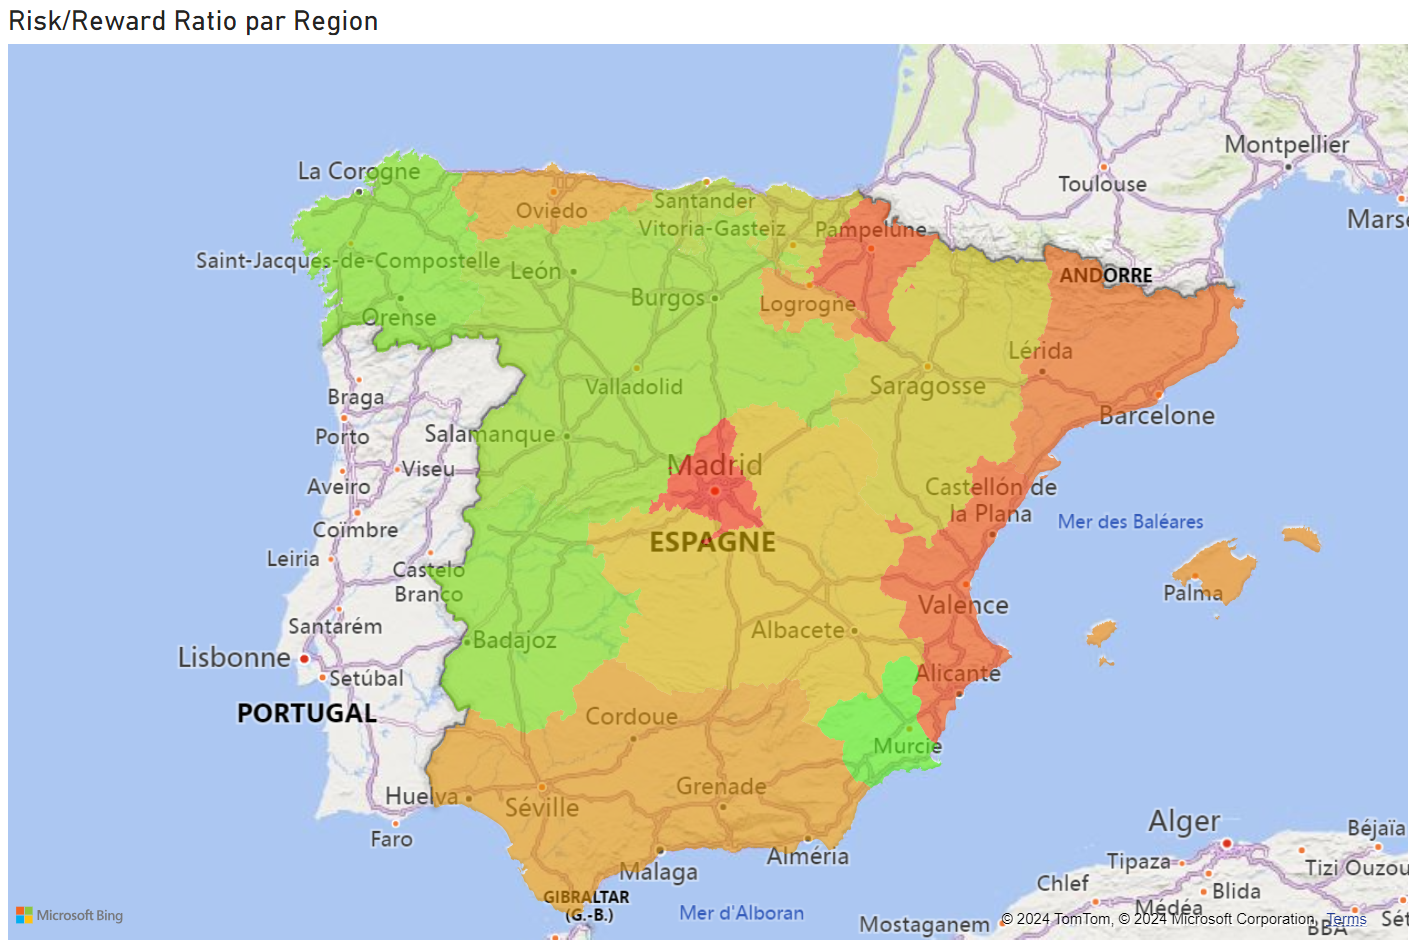 Risk/Reward Ratio par Region
Montpellier
La Corogne
Toulouse
Santander
Oviedo
Marse
Vitoria-Gasteiz
Pampelune
Saint-Jacques-de-Compostelle
León
ANDORRE
Burgos
Logrogne
Orense
Lérida
Valladolid
Saragosse
Braga
Barcelone
Porto
Salamanque
Madrid
Viseu
Aveiro
Castellón de
la Plana
Mer des Baléares
Coïmbre
ESPAGNE
Leiria
Castelo
Branco
Palma
Valence
Santarém
Albacete
Badajoz
Lisbonne
Setúbal
Alicante
PORTUGAL
Cordoue
Murcie
Grenade
Huelva
Séville
Faro
Alger
Béjaïa
Alméria
Tipaza
Malaga
Tizi Ouzou
Chlef
Blida
GIBRALTAR
(G.-B.)
Médéa
Mer d'Alboran
Microsoft Bing
Mostaganem
© 2024 TomTom, © 2024 Microsoft Corporation, Terms
BBA
Sét